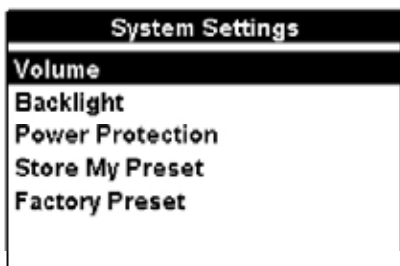 System Settings
Volume
Backlight
Power Protection
Store My Preset
Factory Preset